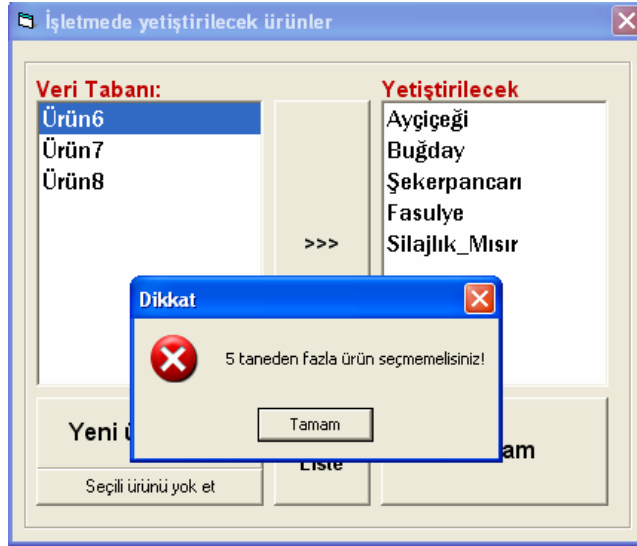 İşletmede yetiştirilecek ürünler
Veri Tabanı:
Yetiştirilecek
Ürün6
Ürün7
Ürün8
>>>
Ayçiçeği
Buğday
Şekerpancarı
Fasulye
Silajlık_Mısır
Dikkat
5 taneden fazla ürün seçmemelisiniz!
Tamam
Yeni
Liste
Seçili ürünü yok et